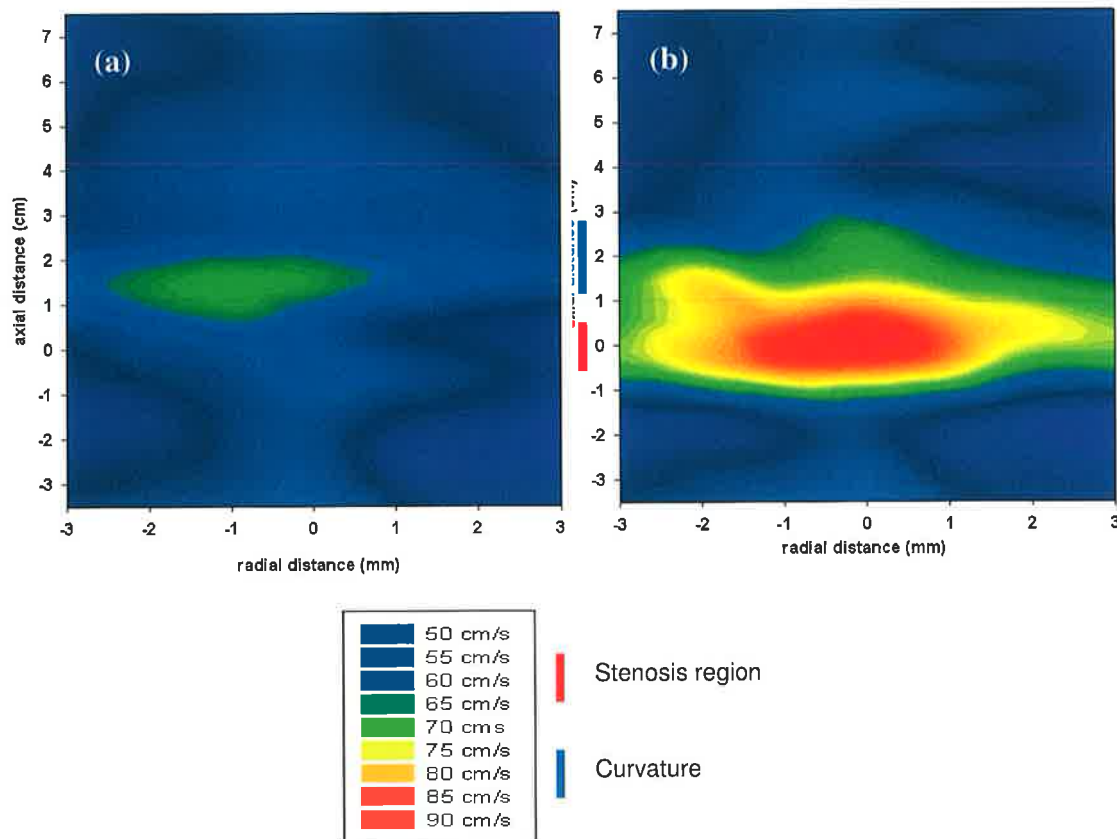 (a)
7
6
5
4
3
2
1
0
-1
-2
-3
axial distance (cm)
-3 -2 -1 0 1 2 3
radial distance (mm)
(b)
7
6
5
4
3
2
1
0
-1
-2
-3
-3 -2 -1 0 1 2 3
radial distance (mm)
50 cm/s
55 cm/s
60 cm/s
65 cm/s
70 cms
75 cm/s
80 cm/s
85 cm/s
90 cm/s
Stenosis region
Curvature